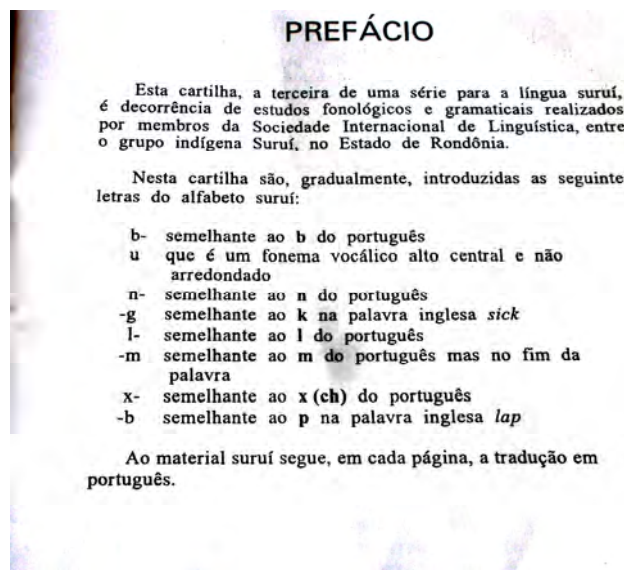 PREFÁCIO
Esta cartilha, a terceira de uma série para a língua suruí,
é decorrência de estudos fonológicos e gramaticais realizados
por membros da Sociedade Internacional de Linguística, entre
o grupo indígena Suruí, no Estado de Rondônia.
Nesta cartilha são, gradualmente, introduzidas as seguinte
letras do alfabeto suruí:
b- semelhante ao b do português
u que é um fonema vocálico alto central e não
arredondado
n- semelhante ao n do português
-g semelhante ao k na palavra inglesa sick
l- semelhante ao l do português
-m semelhante ao m do português mas no fim da
palavra
x- semelhante ao x (ch) do português
-b semelhante ao p na palavra inglesa lap
Ao material suruí segue, em cada página, a tradução em
português.